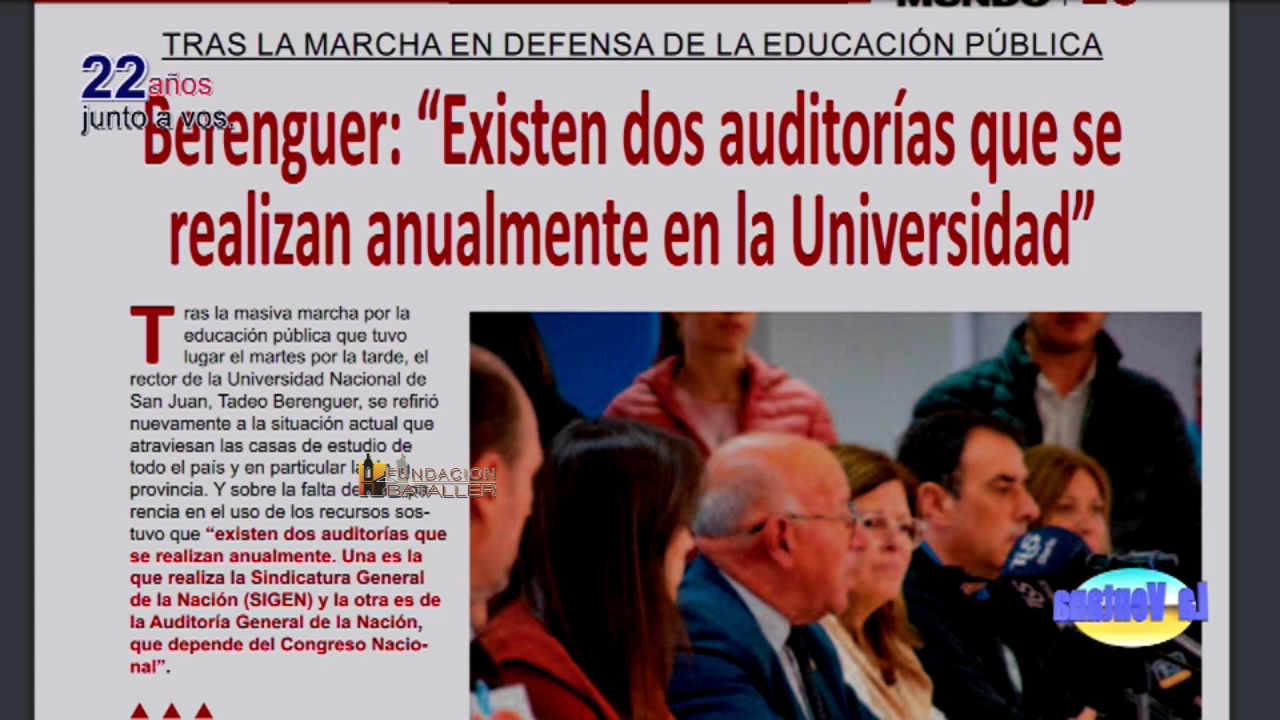 MUNDO
TRAS LA MARCHA EN DEFENSA DE LA EDUCACIÓN PÚBLICA
22 años
junto a vos.
Berenguer: “Existen dos auditorías que se
realizan anualmente en la Universidad”
Tras la masiva marcha por la
educación pública que tuvo
lugar el martes por la tarde, el
rector de la Universidad Nacional de
San Juan, Tadeo Berenguer, se refirió
nuevamente a la situación actual que
atraviesan las casas de estudio de
todo el país y en particular la
provincia. Y sobre la falta de
rencia en el uso de los recursos sos-
tuvo que “existen dos auditorías que
se realizan anualmente. Una es la
que realiza la Sindicatura General
de la Nación (SIGEN) y la otra es de
la Auditoría General de la Nación,
que depende del Congreso Nacio-
nal”.
FUNDACION
BATALLER
La Ventana